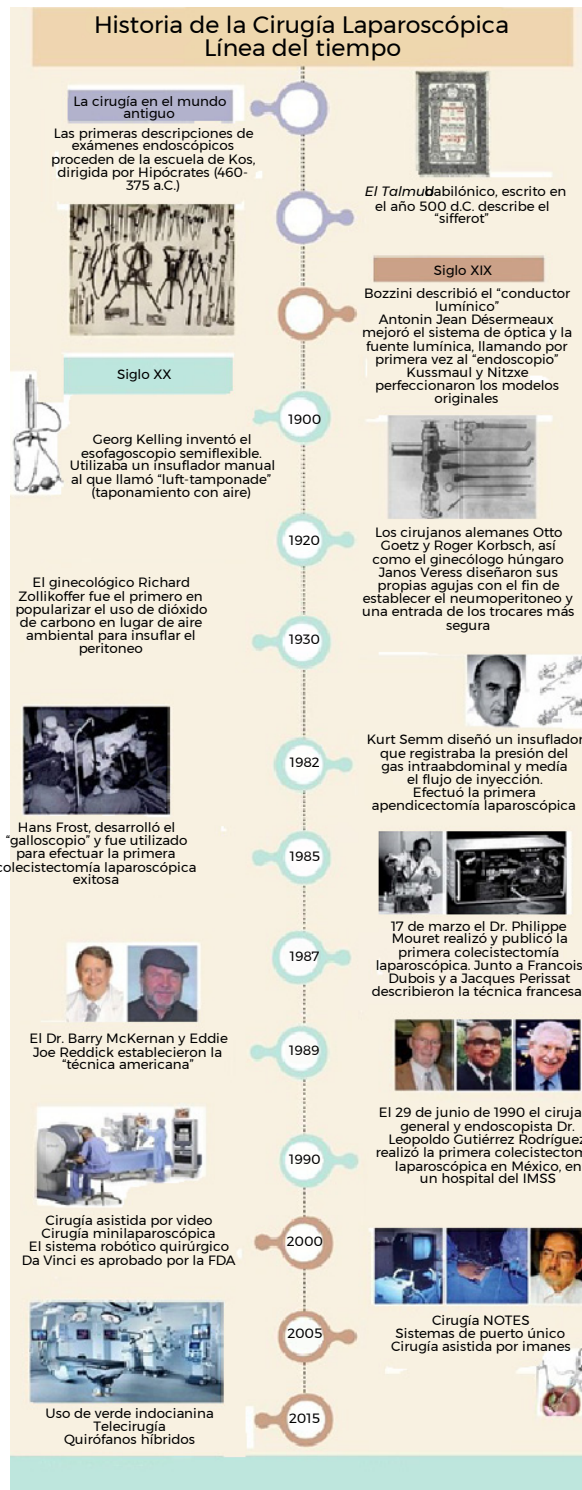 Historia de la Cirugía Laparoscópica
Línea del tiempo
La cirugía en el mundo
antiguo
Las primeras descripciones de
exámenes endoscópicos
proceden de la escuela de Kos,
dirigida por Hipócrates (460-
375 a.C.)
El Talmud babilónico, escrito en
el año 500 d.C. describe el
“sifferot”
Siglo XIX
Bozzini describió el “conductor
lumínico”
Antonin Jean Désermeaux
mejoró el sistema de óptica y la
fuente lumínica, llamando por
primera vez al “endoscopio”
Kussmaul y Nitzxe
perfeccionaron los modelos
originales
Siglo XX
1900
Georg Kelling inventó el
esofagoscopio semiflexible.
Utilizaba un insuflador manual
al que llamó “luft-tamponade”
(taponamiento con aire)
1920
Los cirujanos alemanes Otto
Goetz y Roger Korbsch, así
como el ginecólogo húngaro
Janos Veress diseñaron sus
propias agujas con el fin de
establecer el neumoperitoneo y
una entrada de los trocares más
segura
El ginecológico Richard
Zollikoffer fue el primero en
popularizar el uso de dióxido
de carbono en lugar de aire
ambiental para insuflar el
peritoneo
1930
1982
Kurt Semm diseñó un insuflador
que registraba la presión del
gas intraabdominal y medía
el flujo de inyección.
Efectuó la primera
apendicectomía laparoscópica
Hans Frost, desarrolló el
“galloscopio” y fue utilizado
para efectuar la primera
colecistectomía laparoscópica
exitosa
1985
1987
17 de marzo el Dr. Philippe
Mouret realizó y publicó la
primera colecistectomía
laparoscópica. Junto a Francois
Dubois y a Jacques Perissat
describieron la técnica francesa
El Dr. Barry McKernan y Eddie
Joe Reddick establecieron la
“técnica americana”
1989
1990
El 29 de junio de 1990 el ciruja
general y endoscopista Dr.
Leopoldo Gutiérrez Rodríguez
realizó la primera colecistectom
laparoscópica en México, en
un hospital del IMSS
Cirugía asistida por video
Cirugía minilaparoscópica
El sistema robótico quirúrgico
Da Vinci es aprobado por la FDA
2000
2005
Cirugía NOTES
Sistemas de puerto único
Cirugía asistida por imanes
Uso de verde indocianina
Telecirugía
Quirófanos híbridos
2015